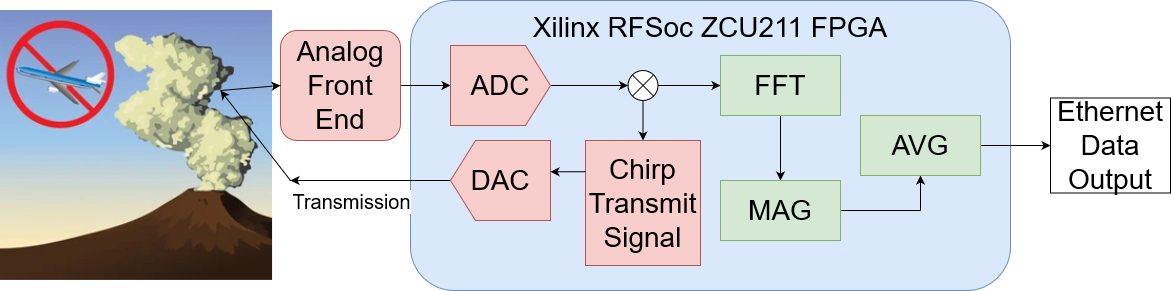 Xilinx RFSoc ZCU211 FPGA
Analog
Front
End
ADC
FFT
Ethernet
Data
Output
AVG
DAC
Chirp
Transmit
Signal
MAG
Transmission